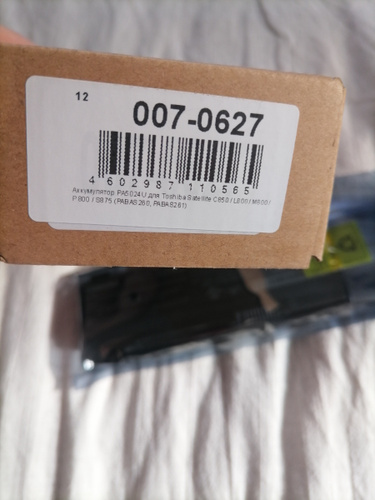 12
007-0627
4 602987 110565
Аккумулятор PA5024U для Toshiba Satellite C850 / L800 / M800 /
P800 / S875 (PABAS260, PABAS261)